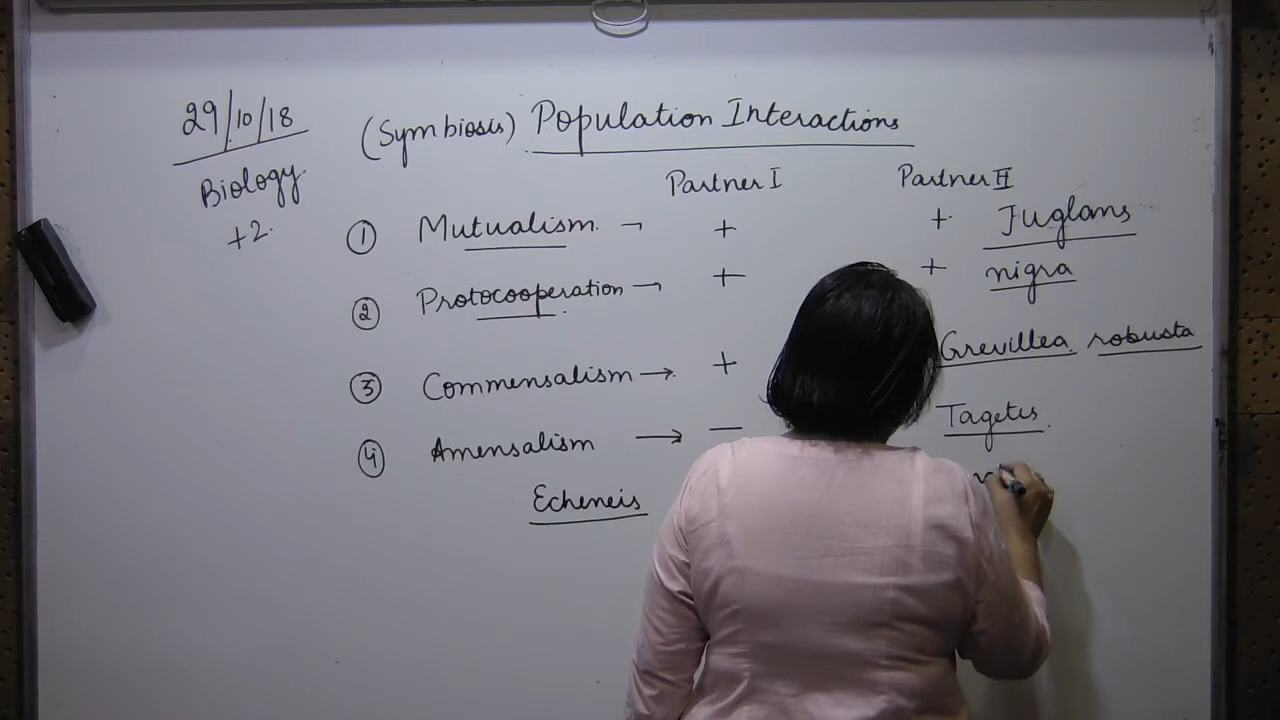 29/10/18
Biology
+2.
(Symbiosis) Population Interactions
Partner I Partner II
① Mutualism. → + + Juglans
nigra
② Protocooperation → + +
③ Commensalism → + Grevillea robusta
④ Amensalism → - Tagetes.
Echeneis